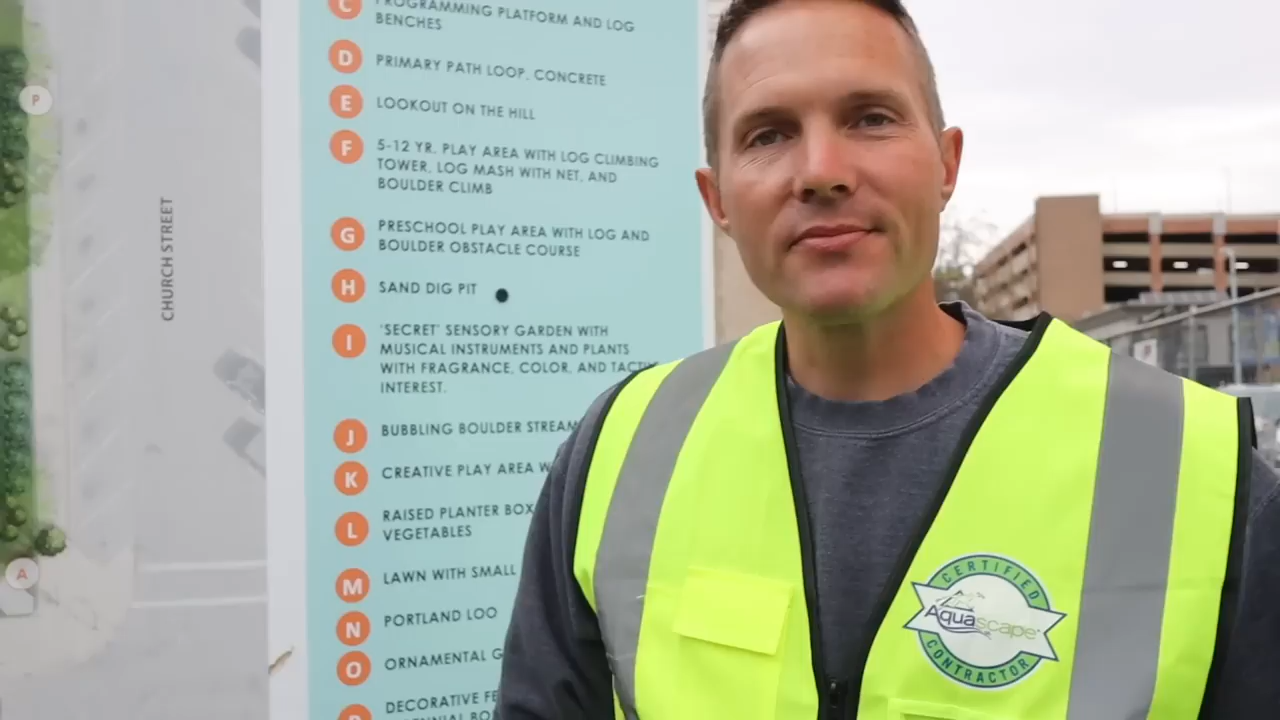 P
CHURCH STREET
A
C PROGRAMMING PLATFORM AND LOG
BENCHES
D PRIMARY PATH LOOP, CONCRETE
E LOOKOUT ON THE HILL
F 5-12 YR. PLAY AREA WITH LOG CLIMBING
TOWER, LOG MASH WITH NET, AND
BOULDER CLIMB
G PRESCHOOL PLAY AREA WITH LOG AND
BOULDER OBSTACLE COURSE
H SAND DIG PIT
I 'SECRET' SENSORY GARDEN WITH
MUSICAL INSTRUMENTS AND PLANTS
WITH FRAGRANCE, COLOR, AND
INTEREST.
J BUBBLING BOULDER STREAM
K CREATIVE PLAY AREA
L RAISED PLANTER BOX
VEGETABLES
M LAWN WITH SMALL
N PORTLAND LOO
O ORNAMENTAL
DECORATIVE
CERTIFIED
Aquascape
CONTRACTOR